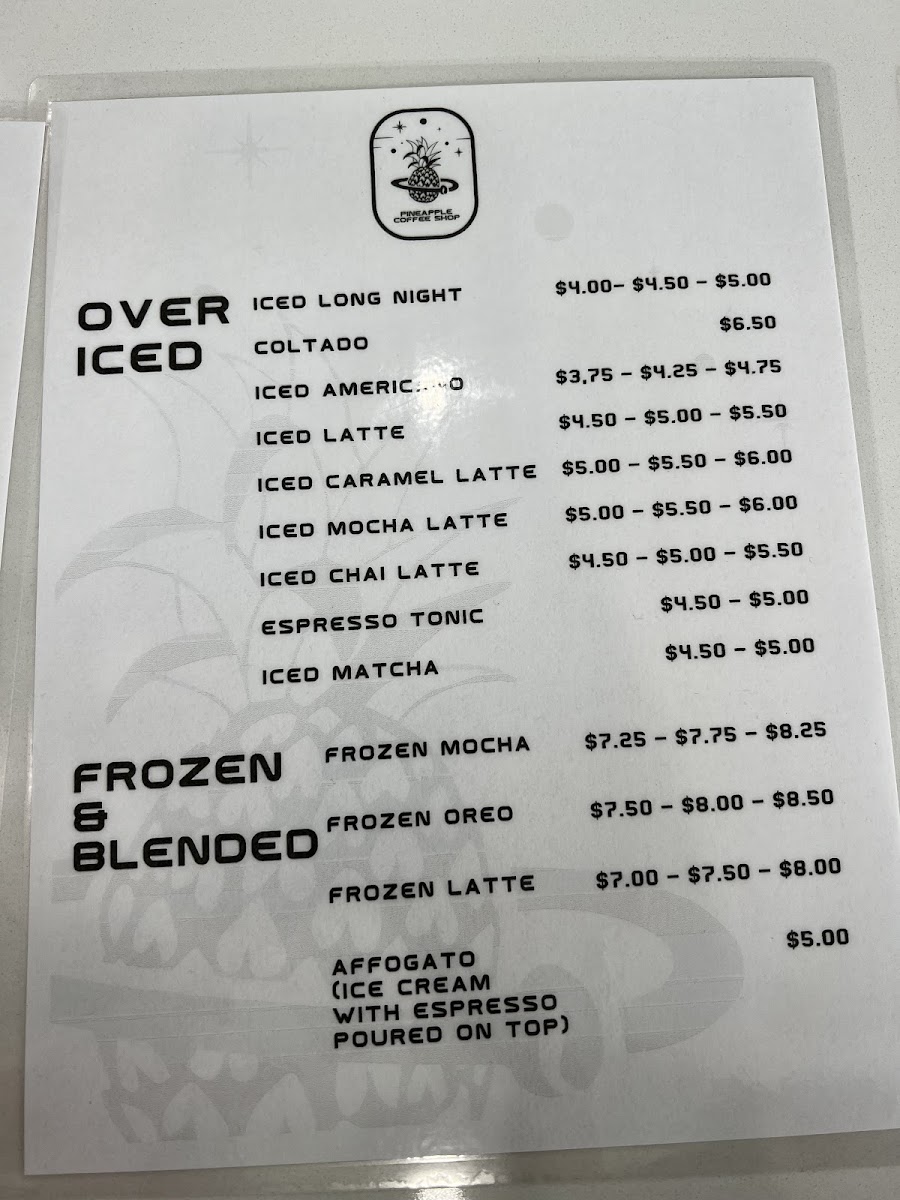 PINEAPPLE
COFFEE SHOP
OVER
ICED
ICED LONG NIGHT $4.00- $4.50 - $5.00
COLTADO $6.50
ICED $3.75 - $4.25 - $4.75
ICED LATTE $4.50 - $5.00 - $5.50
ICED CARAMEL LATTE $5.00 - $5.50 - $6.00
ICED MOCHA LATTE $5.00 - $5.50 - $6.00
ICED CHAI LATTE $4.50 - $5.00 - $5.50
ESPRESSO TONIC $4.50 - $5.00
ICED MATCHA $4.50 - $5.00
FROZEN
&
BLENDED
FROZEN MOCHA $7.25 - $7.75 - $8.25
FROZEN OREO $7.50 - $8.00 - $8.50
FROZEN LATTE $7.00 - $7.50 - $8.00
AFFOGATO $5.00
(ICE CREAM
WITH ESPRESSO
POURED ON TOP)